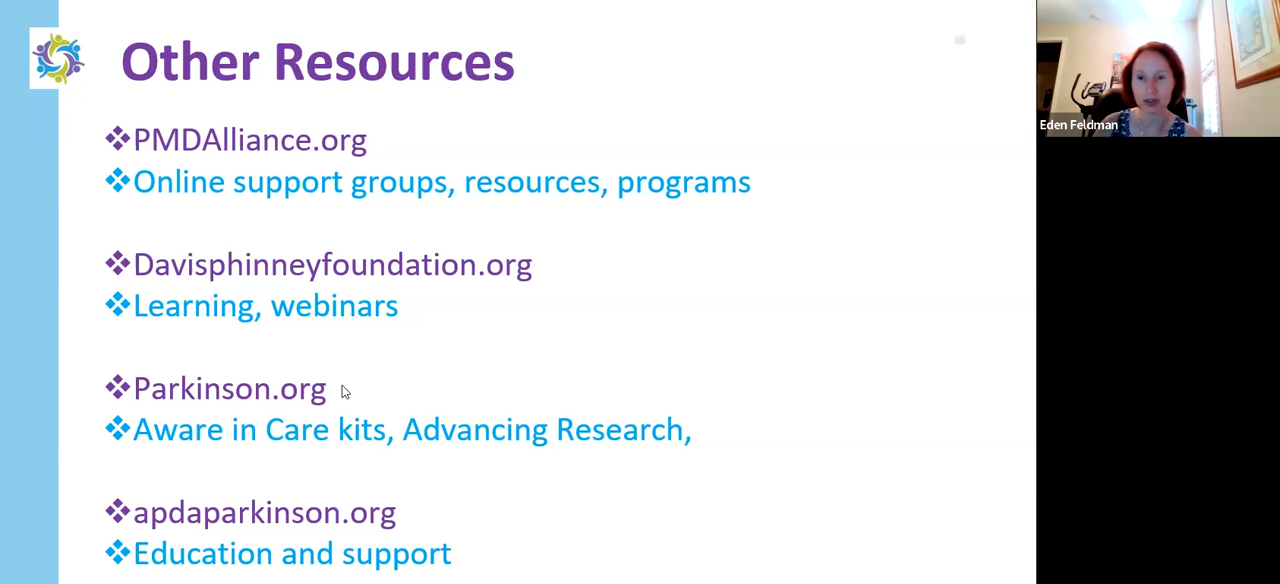 Other Resources
❖PMDAlliance.org
❖Online support groups, resources, programs
❖Davisphinneyfoundation.org
❖Learning, webinars
❖Parkinson.org
❖Aware in Care kits, Advancing Research,
❖apdaparkinson.org
❖Education and support
Eden Feldman